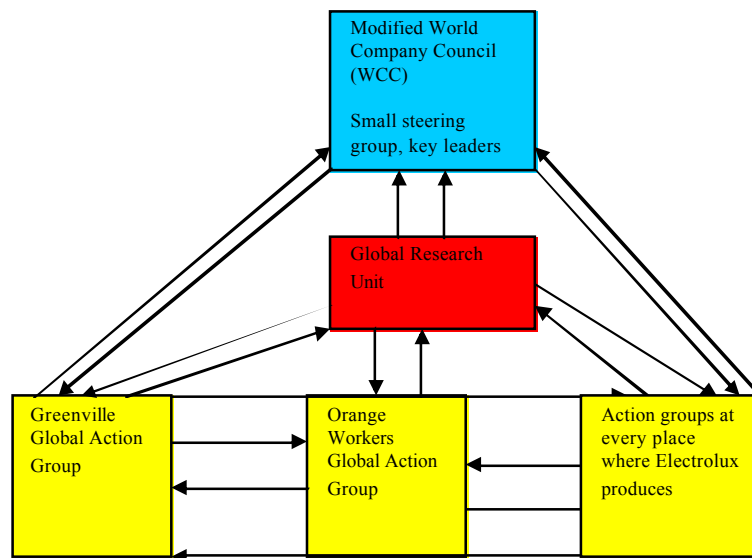 Modified World
Company Council
(WCC)
Small steering
group, key leaders
Global Research
Unit
Greenville
Global Action
Group
Orange
Workers
Global Action
Group
Action groups at
every place
where Electrolux
produces